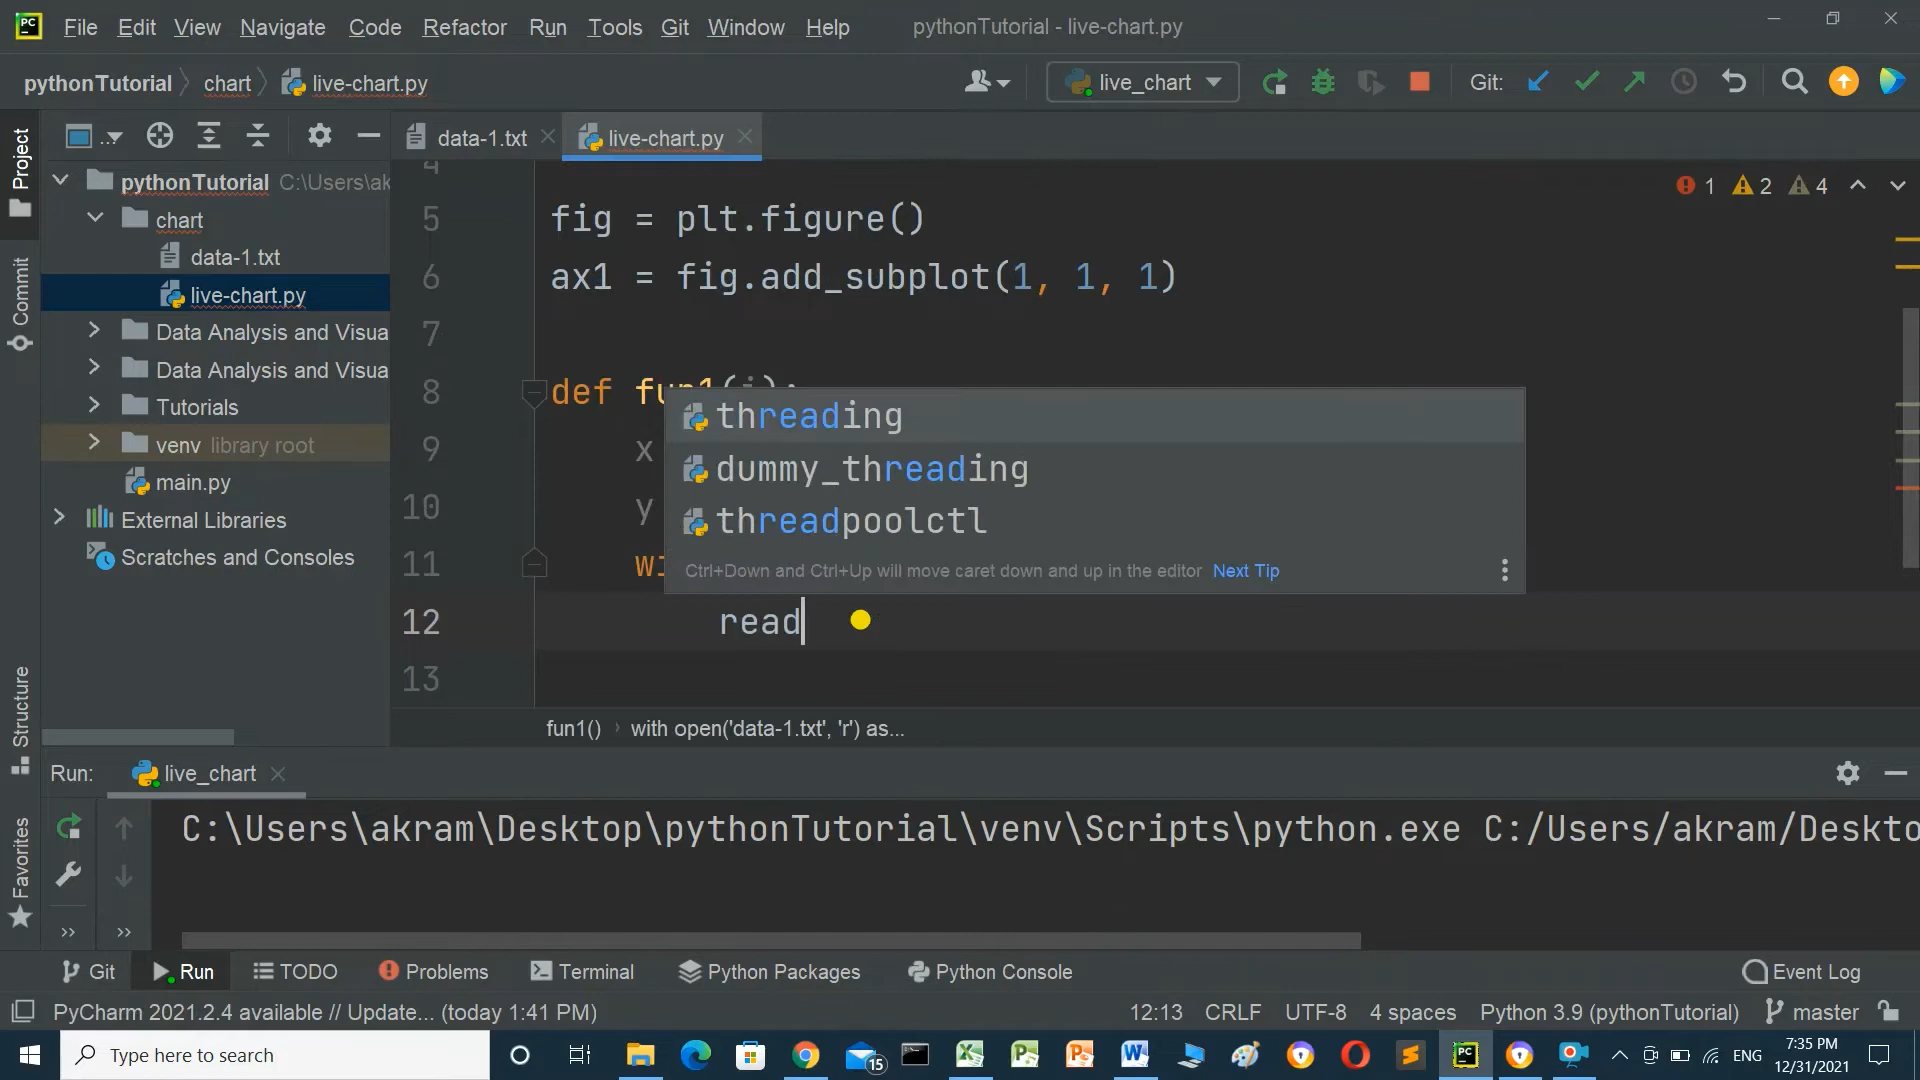 PC File Edit View Navigate Code Refactor Run Tools Git Window Help pythonTutorial - live-chart.py
pythonTutorial chart live-chart.py live_chart Git:
Project
Commit
Structure
Favorites
... data-1.txt live-chart.py
pythonTutorial C:\Users\ak
chart
data-1.txt
live-chart.py
Data Analysis and Visua
Data Analysis and Visua
Tutorials
venv library root
main.py
External Libraries
Scratches and Consoles
1 2 4
4
5 fig = plt.figure()
6 ax1 = fig.add_subplot(1, 1, 1)
7
8 def fun1(i):
9 x
10 y
11 wi
12 read
13
threading
dummy_threading
threadpoolctl
Ctrl+Down and Ctrl+Up will move caret down and up in the editor Next Tip
fun1() › with open('data-1.txt', 'r') as...
Run: live_chart
C:\Users\akram\Desktop\pythonTutorial\venv\Scripts\python.exe C:/Users/akram/Deskto
Git Run TODO Problems Terminal Python Packages Python Console Event Log
PyCharm 2021.2.4 available // Update... (today 1:41 PM) 12:13 CRLF UTF-8 4 spaces Python 3.9 (pythonTutorial) master
Type here to search 15 PC ENG 7:35 PM
12/31/2021